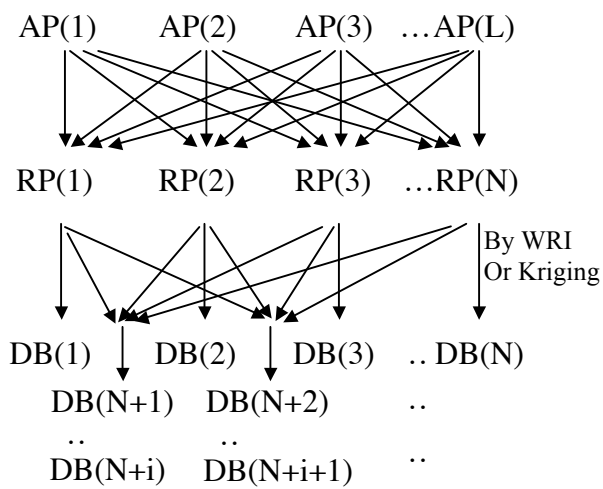 AP(1) AP(2) AP(3) ...AP(L)
RP(1) RP(2) RP(3) ...RP(N)
By WRI
Or Kriging
DB(1) DB(2) DB(3) .. DB(N)
DB(N+1) DB(N+2) ..
.. ..
DB(N+i) DB(N+i+1) ..